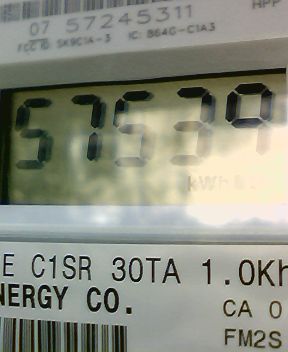 HPP
07 57245311
FCC ID: SK9C1A-3 IC: 864G-C1A3
57539
kWh
E C1SR 30TA 1.0Kh
NERGY CO.
CA 0
FM2S